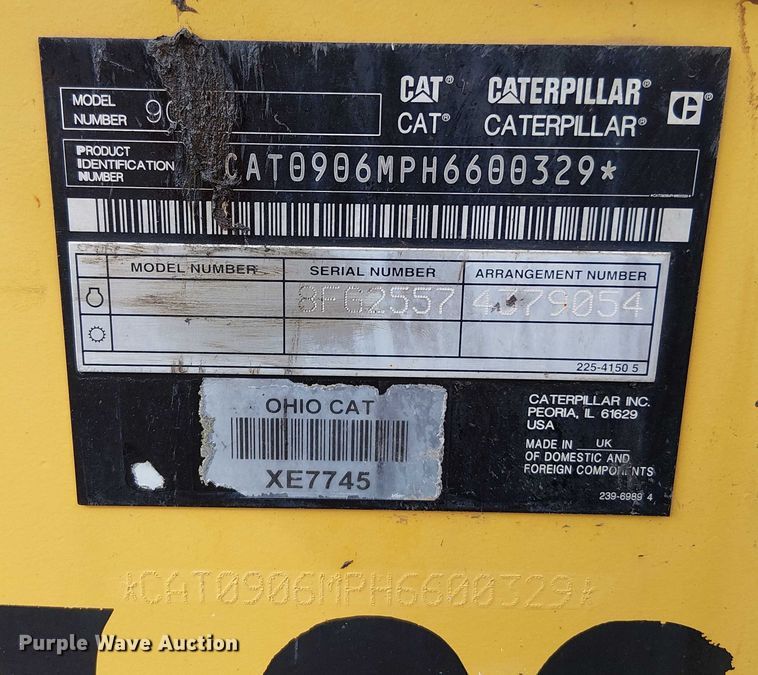 MODEL NUMBER 90
CAT® CATERPILLAR®
CAT® CATERPILLAR®
C®
PRODUCT IDENTIFICATION NUMBER
CAT0906MPH6600329*
MODEL NUMBER SERIAL NUMBER ARRANGEMENT NUMBER
3FG2557 4379054
225-4150 5
OHIO CAT
XE7745
CATERPILLAR INC.
PEORIA, IL 61629
USA
MADE IN UK
OF DOMESTIC AND
FOREIGN COMPONENTS
239-6989 4
*CAT0906MPH6600329*
Purple Wave Auction